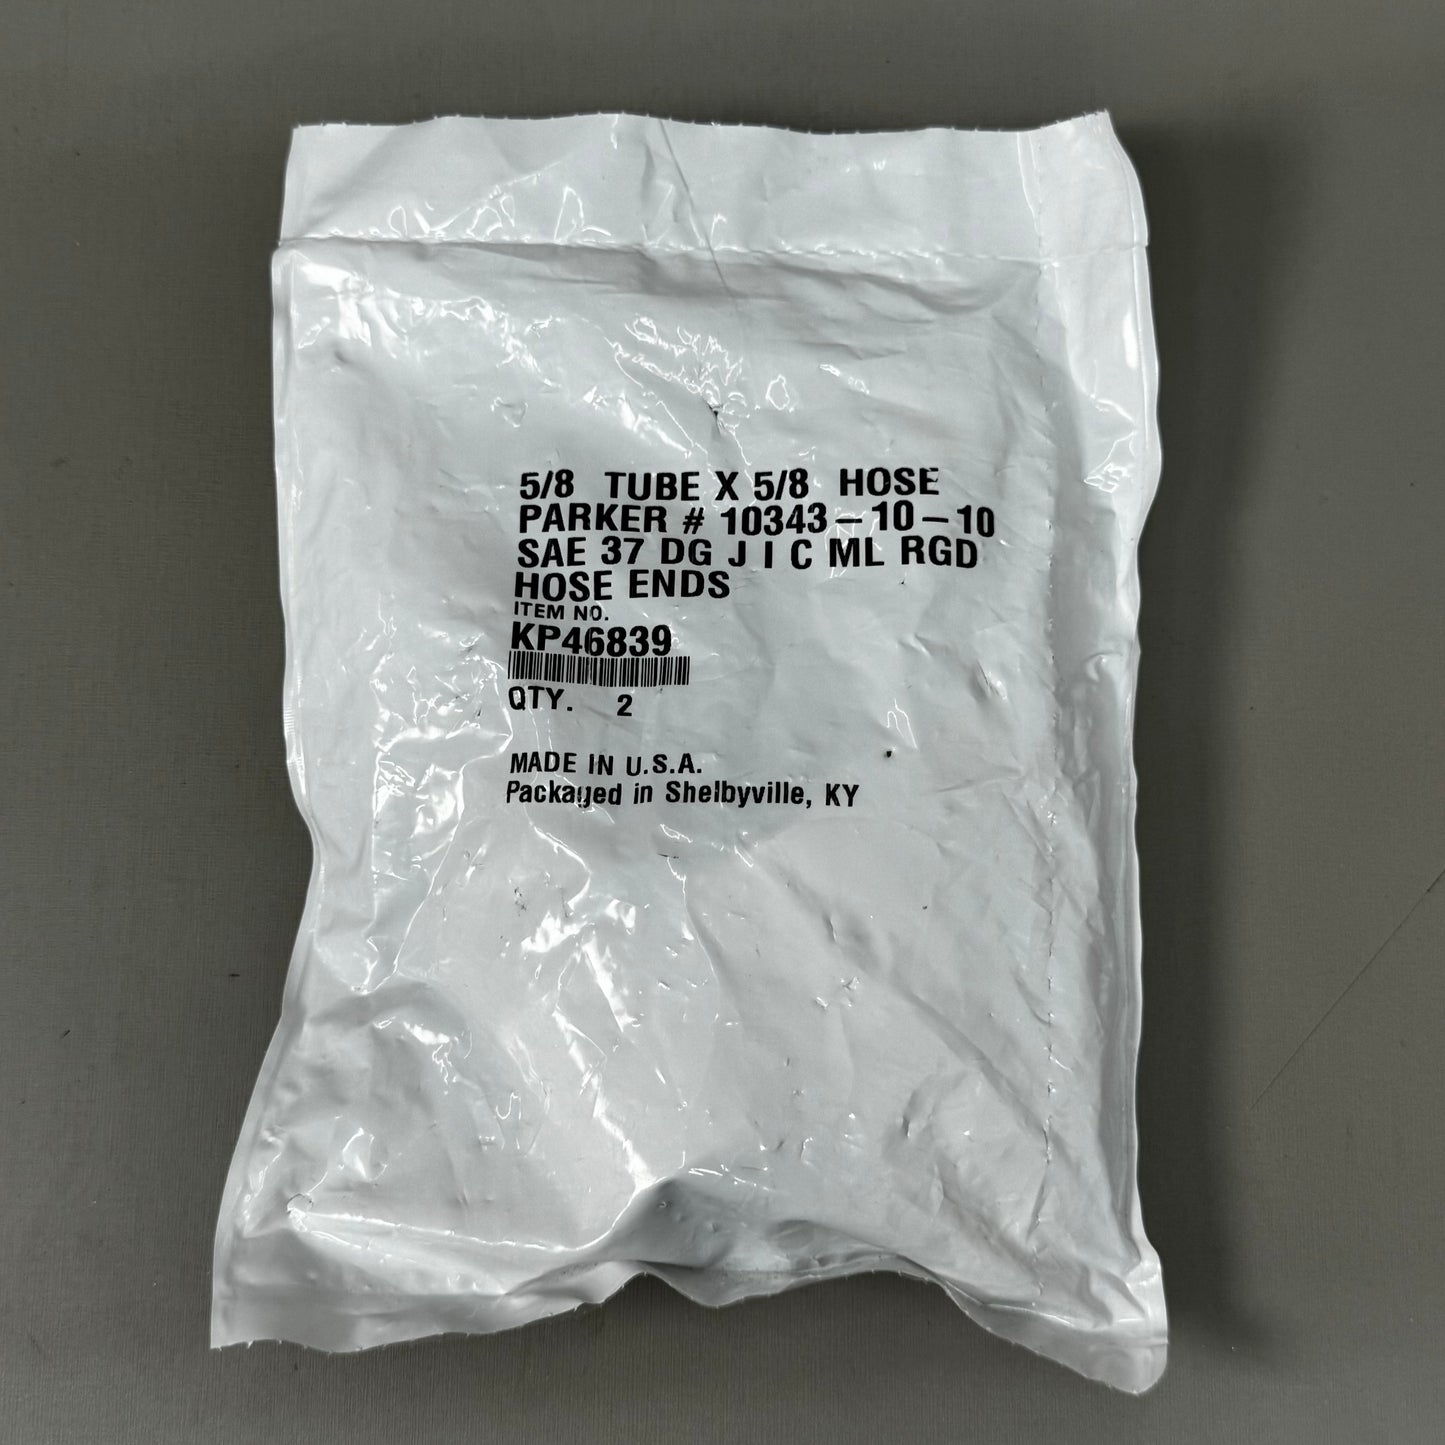 5/8 TUBE X 5/8 HOSE
PARKER # 10343-10-10
SAE 37 DG J I C ML RGD
HOSE ENDS
ITEM NO.
KP46839
QTY. 2
MADE IN U.S.A.
Packaged in Shelbyville, KY